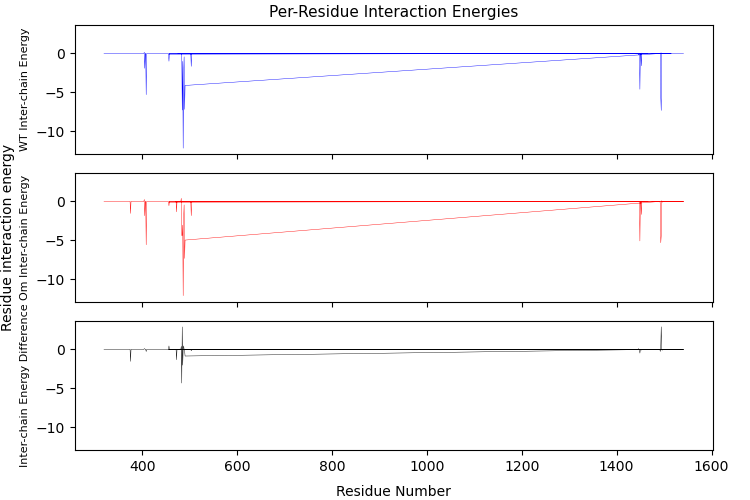 Per-Residue Interaction Energies
Residue interaction energy
WT Inter-chain Energy
0
−5
−10
Om Inter-chain Energy
0
−5
−10
Inter-chain Energy Difference
0
−5
−10
400
600
800
1000
1200
1400
1600
Residue Number